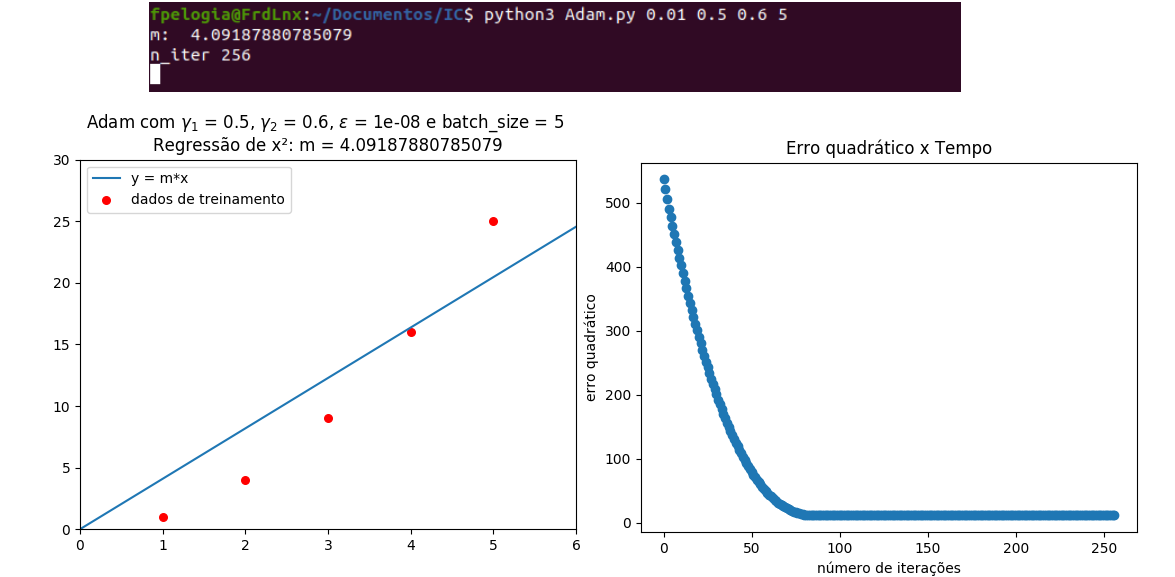 fpelogia@FrdLnx:~/Documentos/IC$ python3 Adam.py 0.01 0.5 0.6 5
m:  4.09187880785079
n_iter 256
Adam com γ₁ = 0.5, γ₂ = 0.6, ε = 1e-08 e batch_size = 5
Regressão de x²: m = 4.09187880785079
30
25
20
15
10
5
0
y = m*x
dados de treinamento
0 1 2 3 4 5 6
Erro quadrático x Tempo
erro quadrático
500
400
300
200
100
0
0 50 100 150 200 250
número de iterações